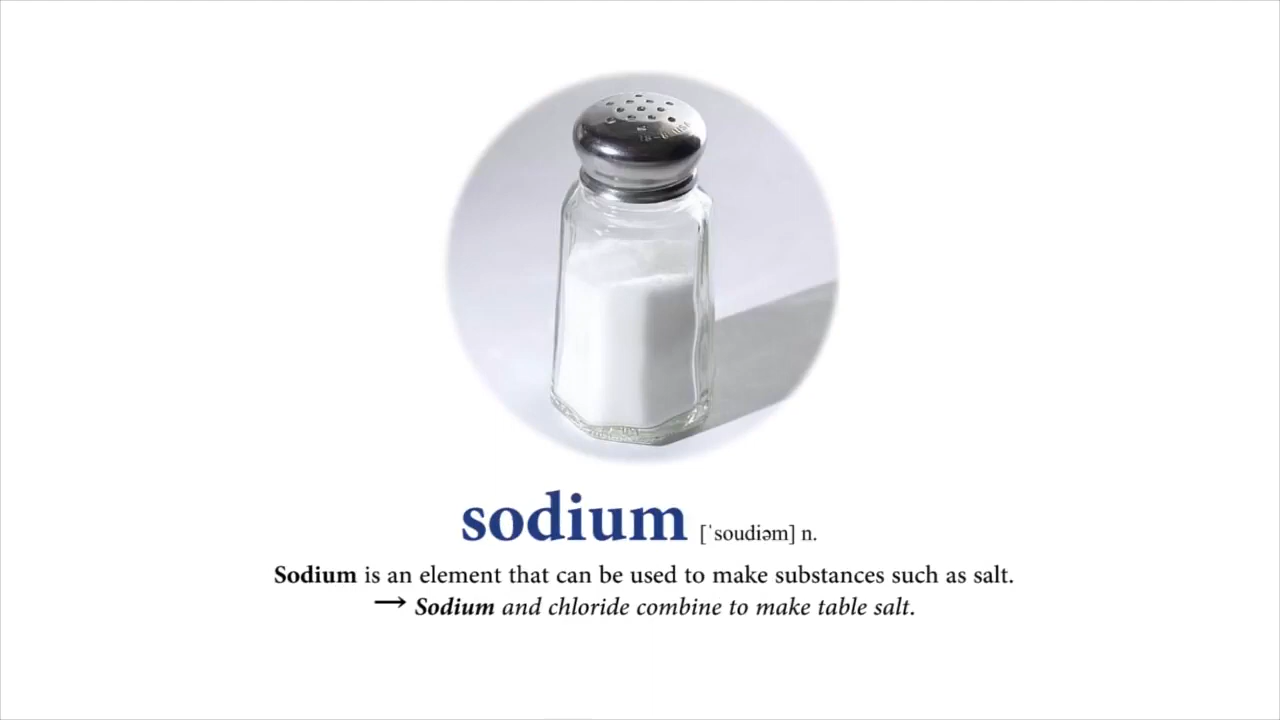 sodium [ˈsoudiəm] n.
Sodium is an element that can be used to make substances such as salt.
→ Sodium and chloride combine to make table salt.